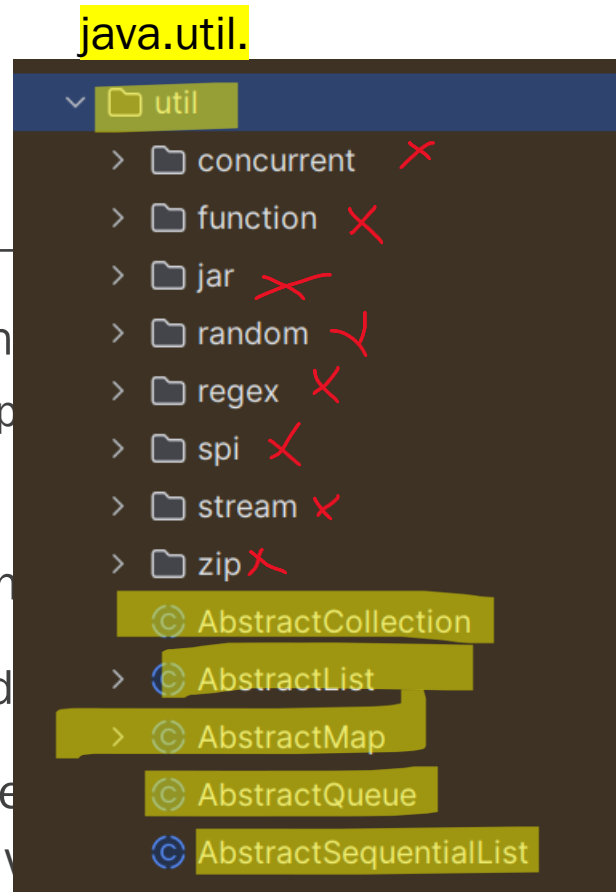 java.util.
util
concurrent
function
jar
random
regex
spi
stream
zip
AbstractCollection
AbstractList
AbstractMap
AbstractQueue
AbstractSequentialList